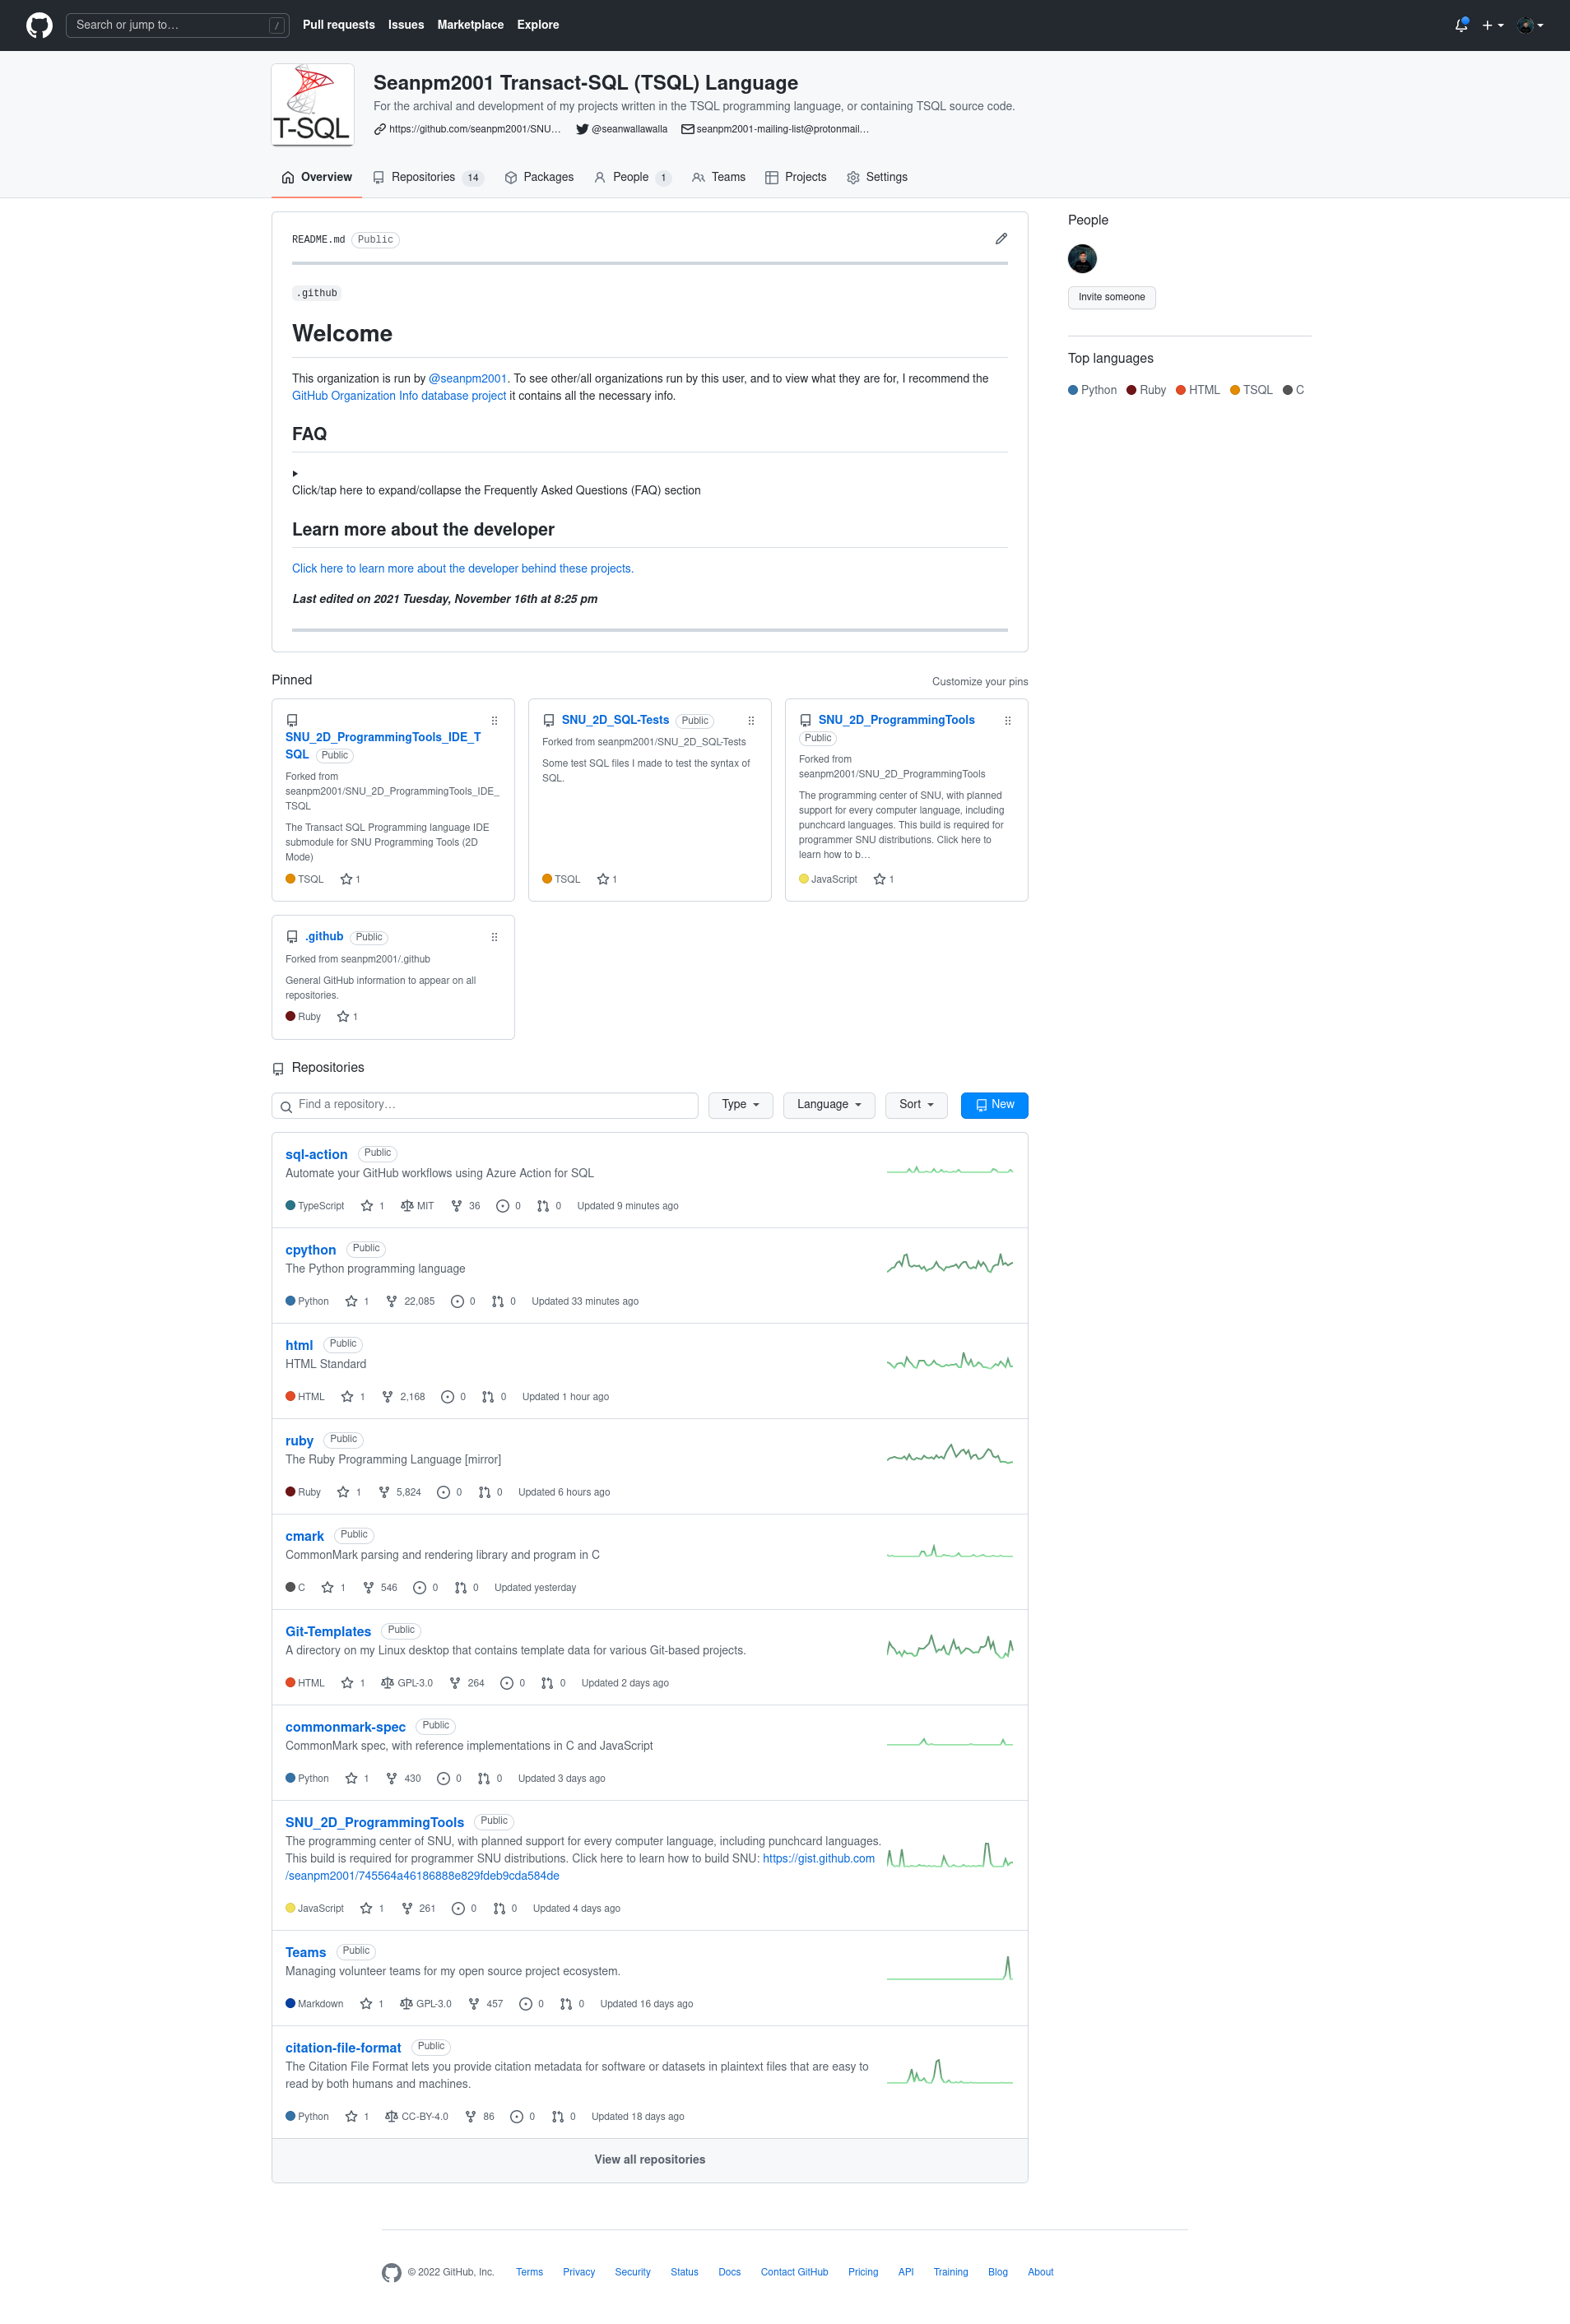 Search or jump to…
/
Pull requests
Issues
Marketplace
Explore
T-SQL
Seanpm2001 Transact-SQL (TSQL) Language
For the archival and development of my projects written in the TSQL programming language, or containing TSQL source code.
https://github.com/seanpm2001/SNU…
@seanwallawalla
seanpm2001-mailing-list@protonmail…
Overview
Repositories 14
Packages
People 1
Teams
Projects
Settings
README.md Public
.github
Welcome
This organization is run by @seanpm2001. To see other/all organizations run by this user, and to view what they are for, I recommend the
GitHub Organization Info database project it contains all the necessary info.
FAQ
Click/tap here to expand/collapse the Frequently Asked Questions (FAQ) section
Learn more about the developer
Click here to learn more about the developer behind these projects.
Last edited on 2021 Tuesday, November 16th at 8:25 pm
People
Invite someone
Top languages
Python Ruby HTML TSQL C
Pinned
Customize your pins
SNU_2D_ProgrammingTools_IDE_T
SQL Public
Forked from
seanpm2001/SNU_2D_ProgrammingTools_IDE_
TSQL
The Transact SQL Programming language IDE
submodule for SNU Programming Tools (2D
Mode)
TSQL 1
SNU_2D_SQL-Tests Public
Forked from seanpm2001/SNU_2D_SQL-Tests
Some test SQL files I made to test the syntax of
SQL.
TSQL 1
SNU_2D_ProgrammingTools
Public
Forked from
seanpm2001/SNU_2D_ProgrammingTools
The programming center of SNU, with planned
support for every computer language, including
punchcard languages. This build is required for
programmer SNU distributions. Click here to
learn how to b…
JavaScript 1
.github Public
Forked from seanpm2001/.github
General GitHub information to appear on all
repositories.
Ruby 1
Repositories
Find a repository…
Type
Language
Sort
New
sql-action Public
Automate your GitHub workflows using Azure Action for SQL
TypeScript 1 MIT 36 0 0 Updated 9 minutes ago
cpython Public
The Python programming language
Python 1 22,085 0 0 Updated 33 minutes ago
html Public
HTML Standard
HTML 1 2,168 0 0 Updated 1 hour ago
ruby Public
The Ruby Programming Language [mirror]
Ruby 1 5,824 0 0 Updated 6 hours ago
cmark Public
CommonMark parsing and rendering library and program in C
C 1 546 0 0 Updated yesterday
Git-Templates Public
A directory on my Linux desktop that contains template data for various Git-based projects.
HTML 1 GPL-3.0 264 0 0 Updated 2 days ago
commonmark-spec Public
CommonMark spec, with reference implementations in C and JavaScript
Python 1 430 0 0 Updated 3 days ago
SNU_2D_ProgrammingTools Public
The programming center of SNU, with planned support for every computer language, including punchcard languages.
This build is required for programmer SNU distributions. Click here to learn how to build SNU: https://gist.github.com
/seanpm2001/745564a46186888e829fdeb9cda584de
JavaScript 1 261 0 0 Updated 4 days ago
Teams Public
Managing volunteer teams for my open source project ecosystem.
Markdown 1 GPL-3.0 457 0 0 Updated 16 days ago
citation-file-format Public
The Citation File Format lets you provide citation metadata for software or datasets in plaintext files that are easy to
read by both humans and machines.
Python 1 CC-BY-4.0 86 0 0 Updated 18 days ago
View all repositories
© 2022 GitHub, Inc.
Terms
Privacy
Security
Status
Docs
Contact GitHub
Pricing
API
Training
Blog
About